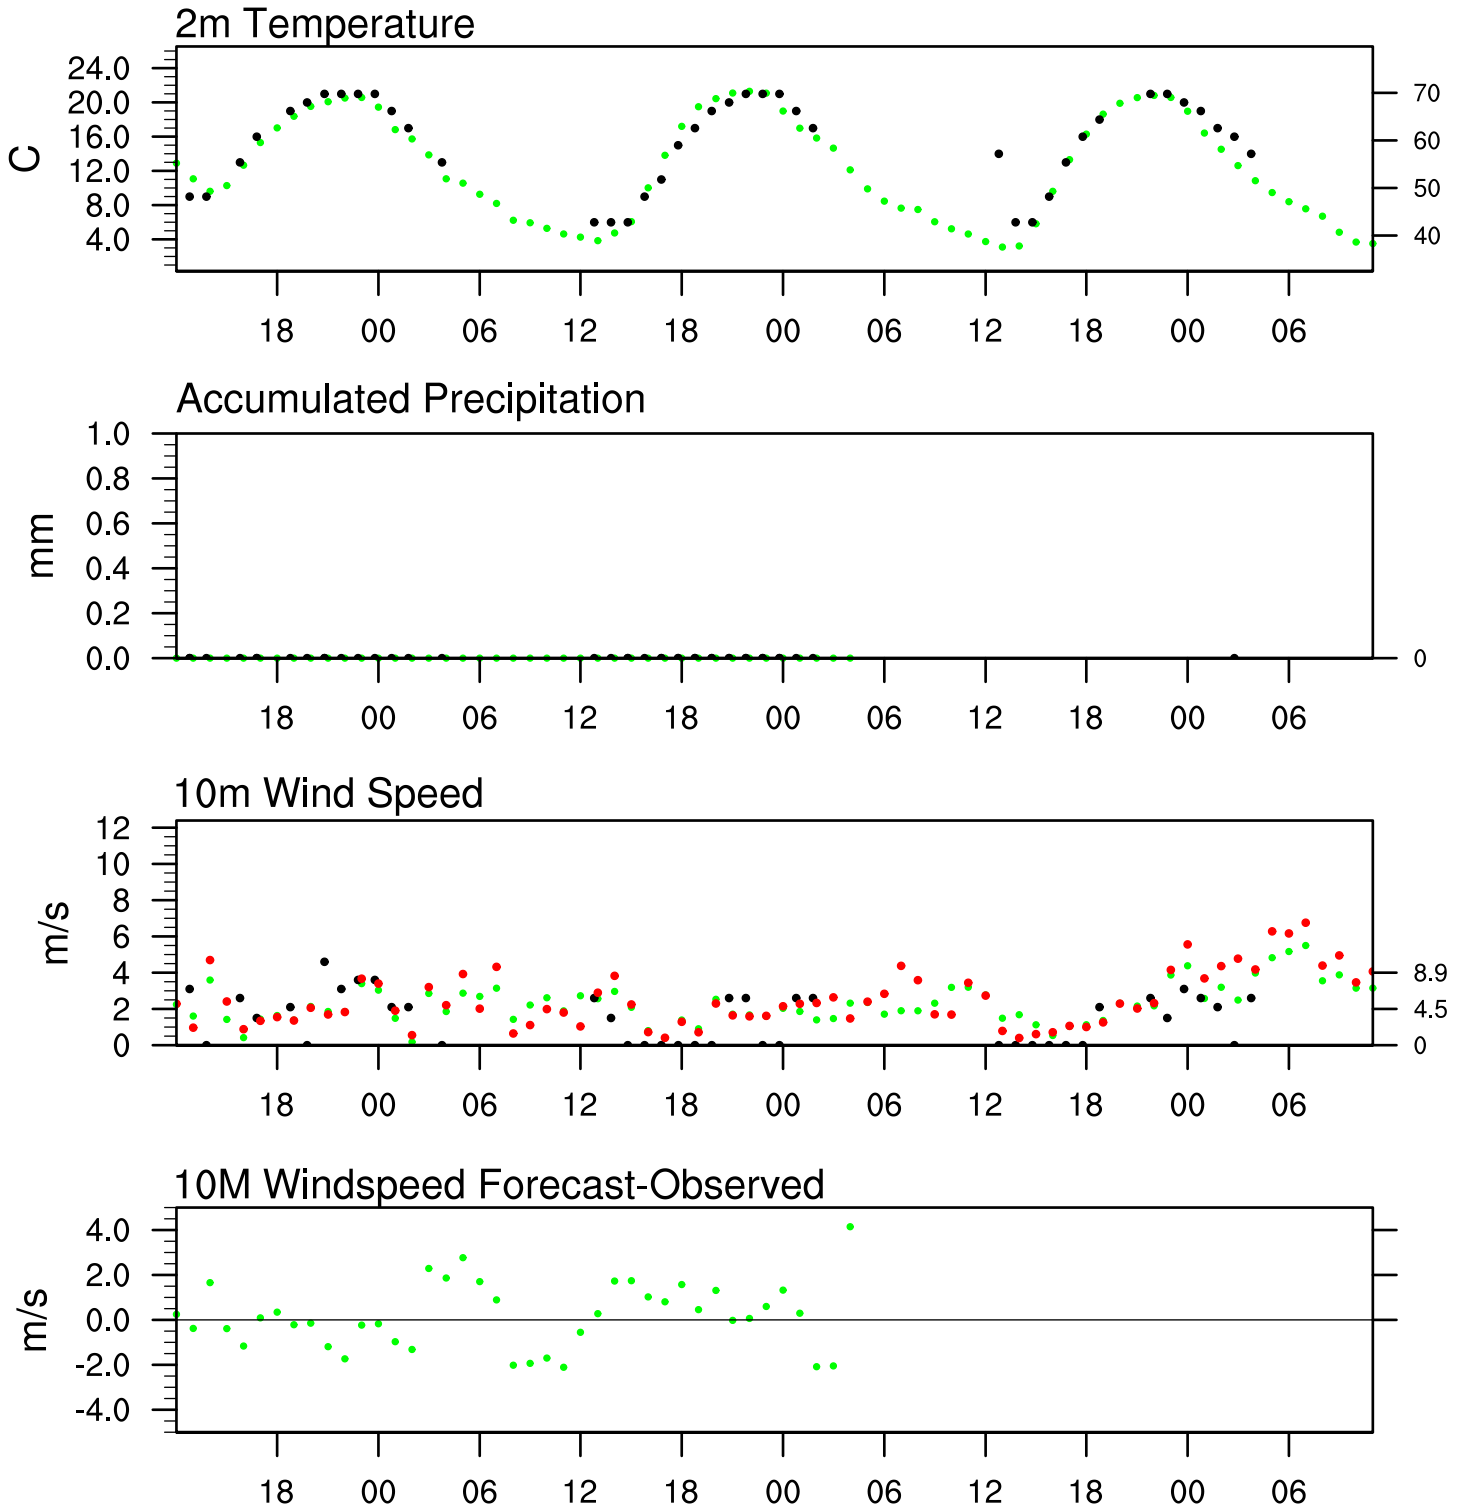 2m Temperature
24.0
20.0
16.0
12.0
8.0
4.0
C
70
60
50
40
18 00 06 12 18 00 06 12 18 00 06
Accumulated Precipitation
1.0
0.8
0.6
0.4
0.2
0.0
mm
0
18 00 06 12 18 00 06 12 18 00 06
10m Wind Speed
12
10
8
6
4
2
0
m/s
8.9
4.5
0
18 00 06 12 18 00 06 12 18 00 06
10M Windspeed Forecast-Observed
4.0
2.0
0.0
-2.0
-4.0
m/s
18 00 06 12 18 00 06 12 18 00 06